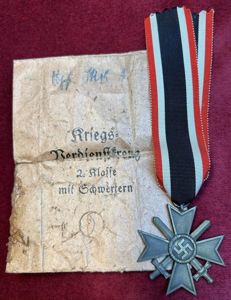 Kriegs-
Verdienstkreuz
2. Klasse
mit Schwertern